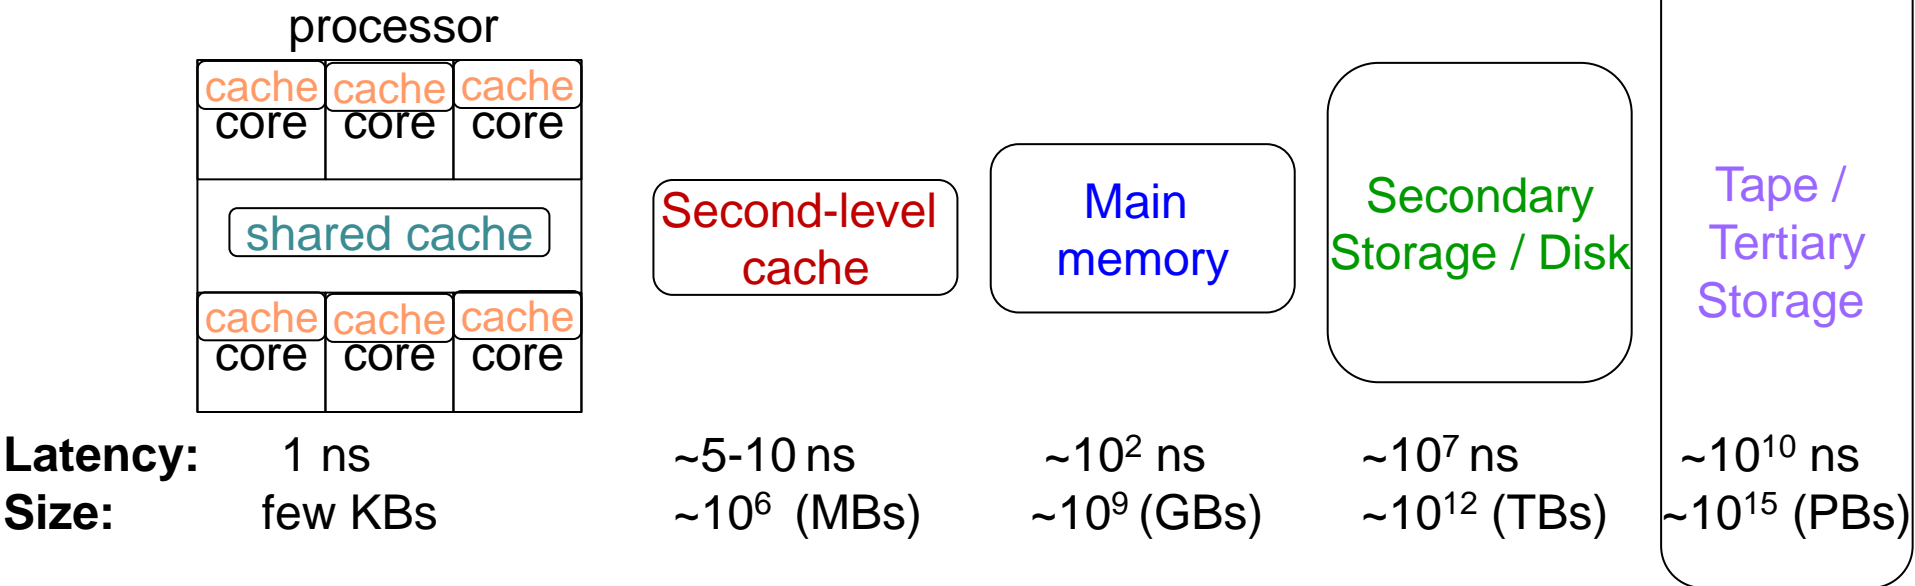 processor
cache cache cache
core core core
shared cache
cache cache cache
core core core
Second-level
cache
Main
memory
Secondary
Storage / Disk
Tape /
Tertiary
Storage
Latency: 1 ns ~5-10 ns ~10² ns ~10⁷ ns ~10¹⁰ ns
Size: few KBs ~10⁶ (MBs) ~10⁹ (GBs) ~10¹² (TBs) ~10¹⁵ (PBs)